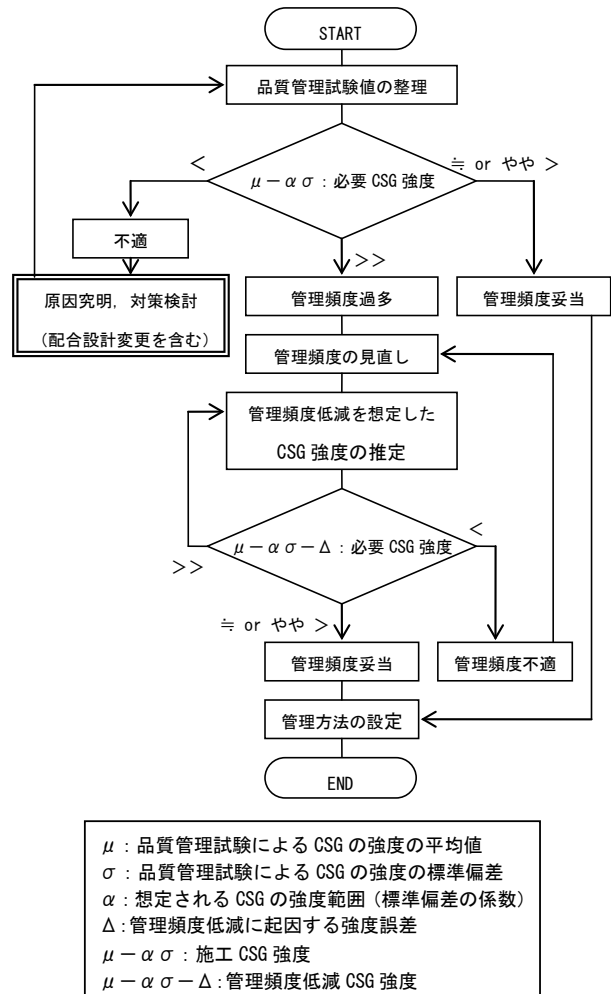 START
品質管理試験値の整理
<
μ－ασ：必要 CSG 強度
≒ or やや >
不適
>>
原因究明，対策検討
（配合設計変更を含む）
管理頻度過多
管理頻度妥当
管理頻度の見直し
管理頻度低減を想定した
CSG 強度の推定
<
μ－ασ－Δ：必要 CSG 強度
>>
≒ or やや >
管理頻度妥当
管理頻度不適
管理方法の設定
END
μ：品質管理試験による CSG の強度の平均値
σ：品質管理試験による CSG の強度の標準偏差
α：想定される CSG の強度範囲（標準偏差の係数）
Δ：管理頻度低減に起因する強度誤差
μ－ασ：施工 CSG 強度
μ－ασ－Δ：管理頻度低減 CSG 強度